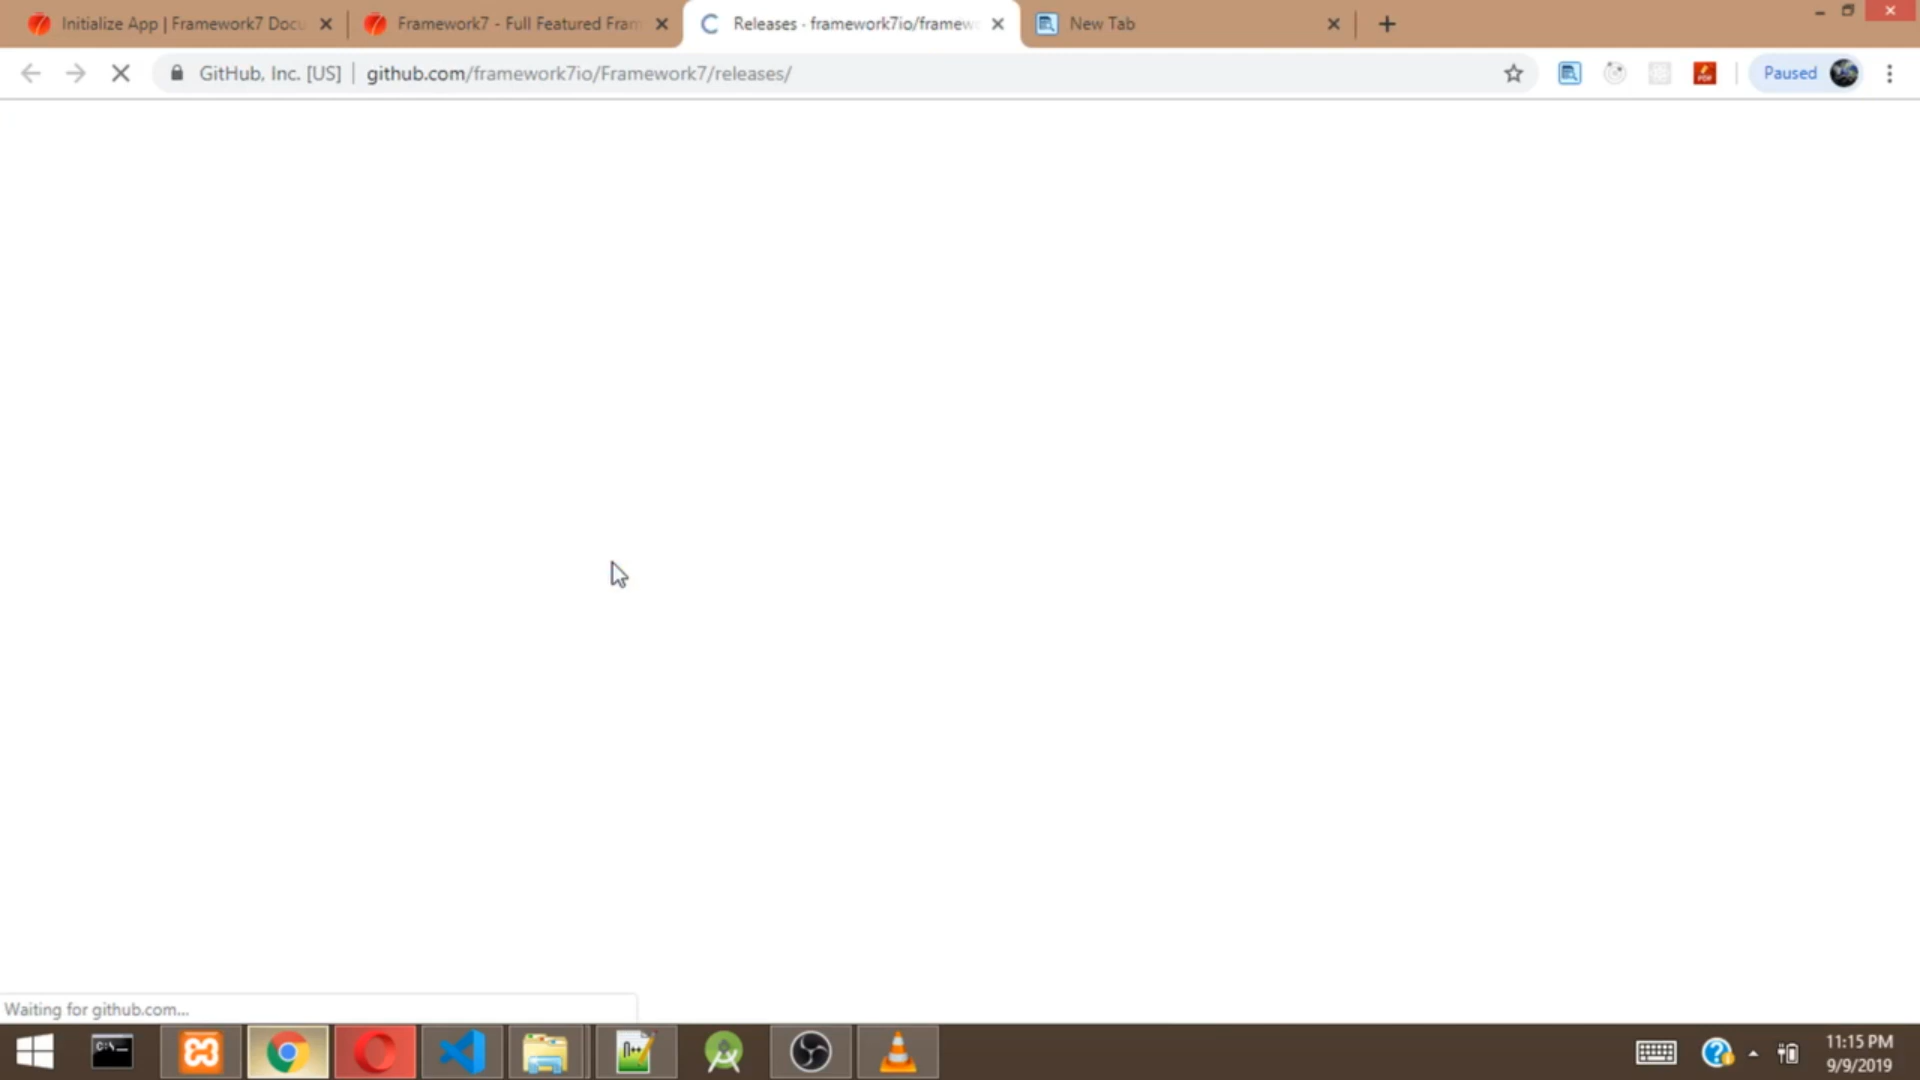 Initialize App | Framework7 Docu
Framework7 - Full Featured Fram
Releases · framework7io/framew
New Tab
GitHub, Inc. [US] | github.com/framework7io/Framework7/releases/
Paused
Waiting for github.com...
11:15 PM
9/9/2019